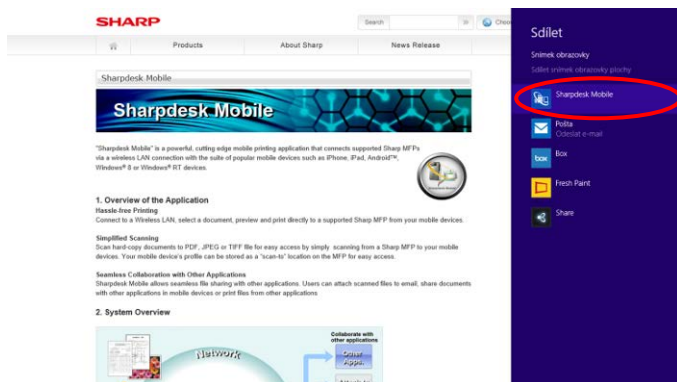 SHARP
Search
Products
About Sharp
News Release
Sharpdesk Mobile
Sharpdesk Mobile
"Sharpdesk Mobile" is a powerful, cutting edge mobile printing application that connects supported Sharp MFPs
via a wireless LAN connection with the suite of popular mobile devices such as iPhone, iPad, Android™,
Windows® 8 or Windows® RT devices.
1. Overview of the Application
Hassle-free Printing
Connect to a Wireless LAN, select a document, preview and print directly to a supported Sharp MFP from your mobile devices.
Simplified Scanning
Scan hard-copy documents to PDF, JPEG or TIFF file for easy access by simply scanning from a Sharp MFP to your mobile
devices. Your mobile device's profile can be stored as a "scan-to" location on the MFP for easy access.
Seamless Collaboration with Other Applications
Sharpdesk Mobile allows seamless file sharing with other applications. Users can attach scanned files to email, share documents
with other applications in mobile devices or print files from other applications
2. System Overview
Network
Collaborate with
other applications
Other
Apps.
Sdílet
Snímek obrazovky
Sdílet snímek obrazovky plochy
Sharpdesk Mobile
Pošta
Odeslat e-mail
box
Box
Fresh Paint
Share